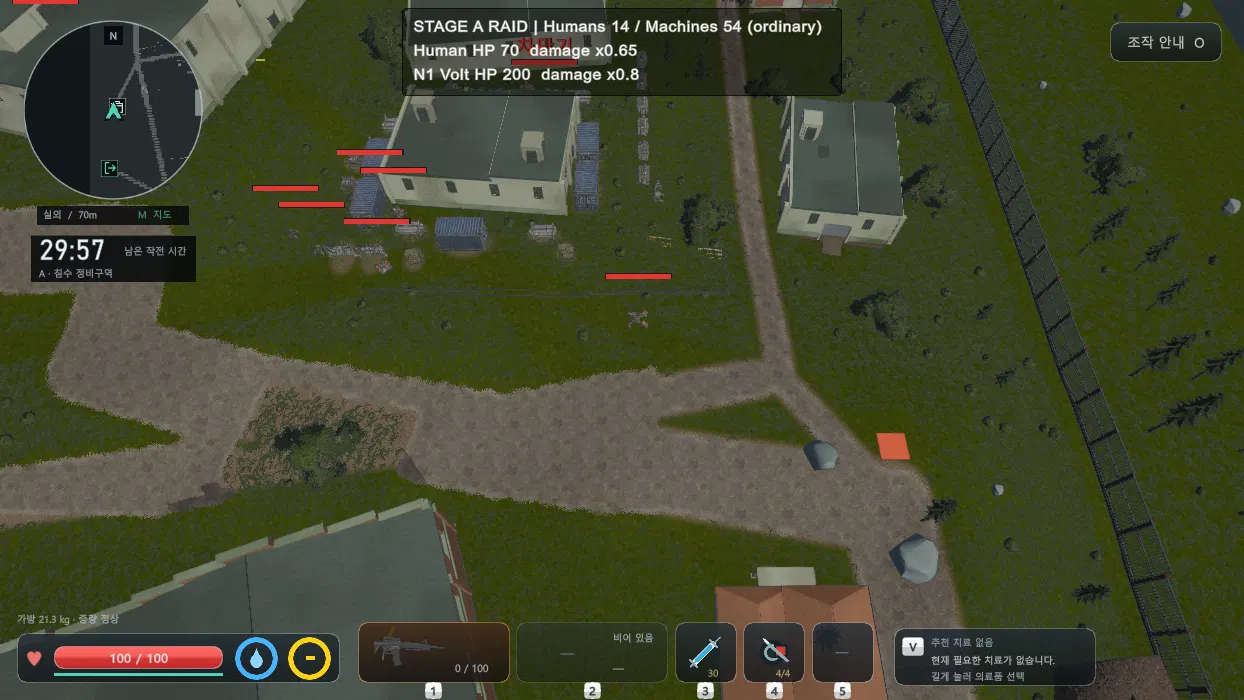 STAGE A RAID | Humans 14 / Machines 54 (ordinary)
Human HP 70 damage x0.65
N1 Volt HP 200 damage x0.8
N
조작 안내 O
실외 / 70m M 지도
29:57 남은 작전 시간
A · 침수 정비구역
가방 21.3 kg · 중량 정상
100 / 100
0 / 100
비어 있음
30
4/4
1
2
3
4
5
V
추천 치료 없음
현재 필요한 치료가 없습니다.
길게 눌러 의료품 선택